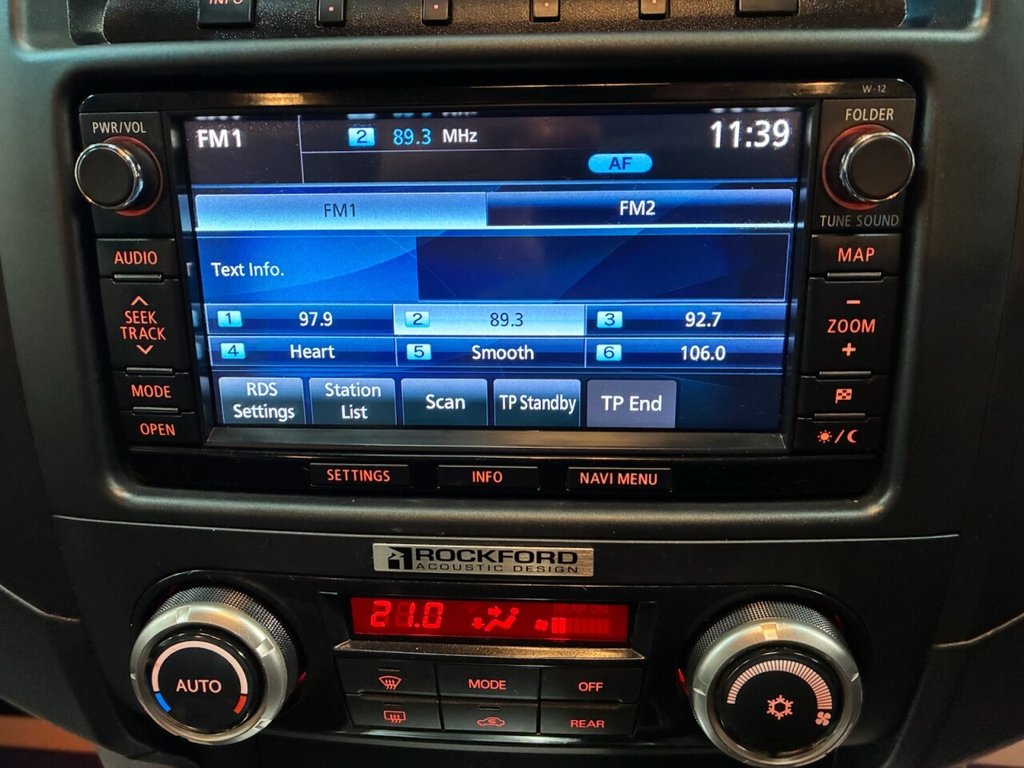 INFO
W-12
PWR/VOL
FOLDER
FM1
2 89.3 MHz
11:39
AF
TUNE SOUND
FM1
FM2
AUDIO
MAP
Text Info.
SEEK
TRACK
ZOOM
1 97.9
2 89.3
3 92.7
4 Heart
5 Smooth
6 106.0
MODE
RDS
Settings
Station
List
Scan
TP Standby
TP End
OPEN
SETTINGS
INFO
NAVI MENU
ROCKFORD
ACOUSTIC DESIGN
21.0
REAR ON
AUTO
MODE
OFF
REAR